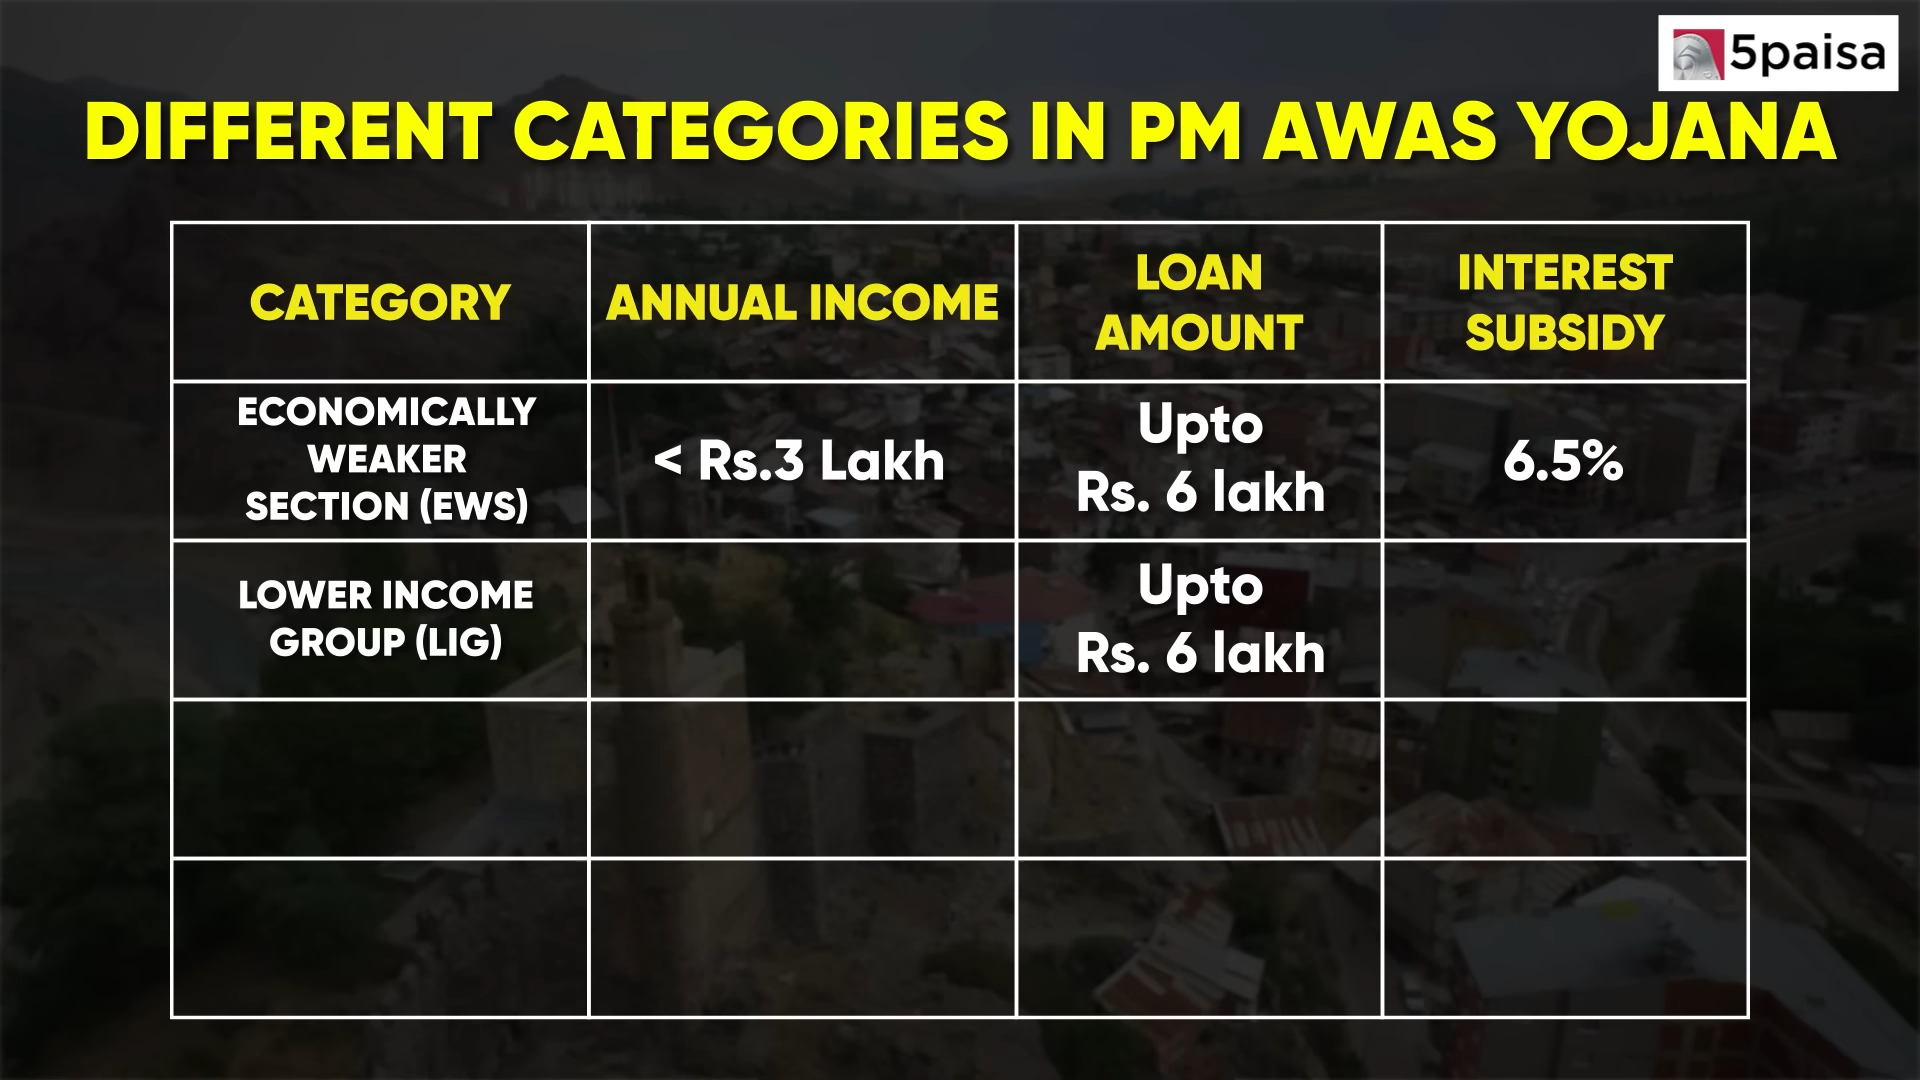 5paisa
DIFFERENT CATEGORIES IN PM AWAS YOJANA
CATEGORY
ANNUAL INCOME
LOAN
AMOUNT
INTEREST
SUBSIDY
ECONOMICALLY
WEAKER
SECTION (EWS)
< Rs.3 Lakh
Upto
Rs. 6 lakh
6.5%
LOWER INCOME
GROUP (LIG)
Upto
Rs. 6 lakh